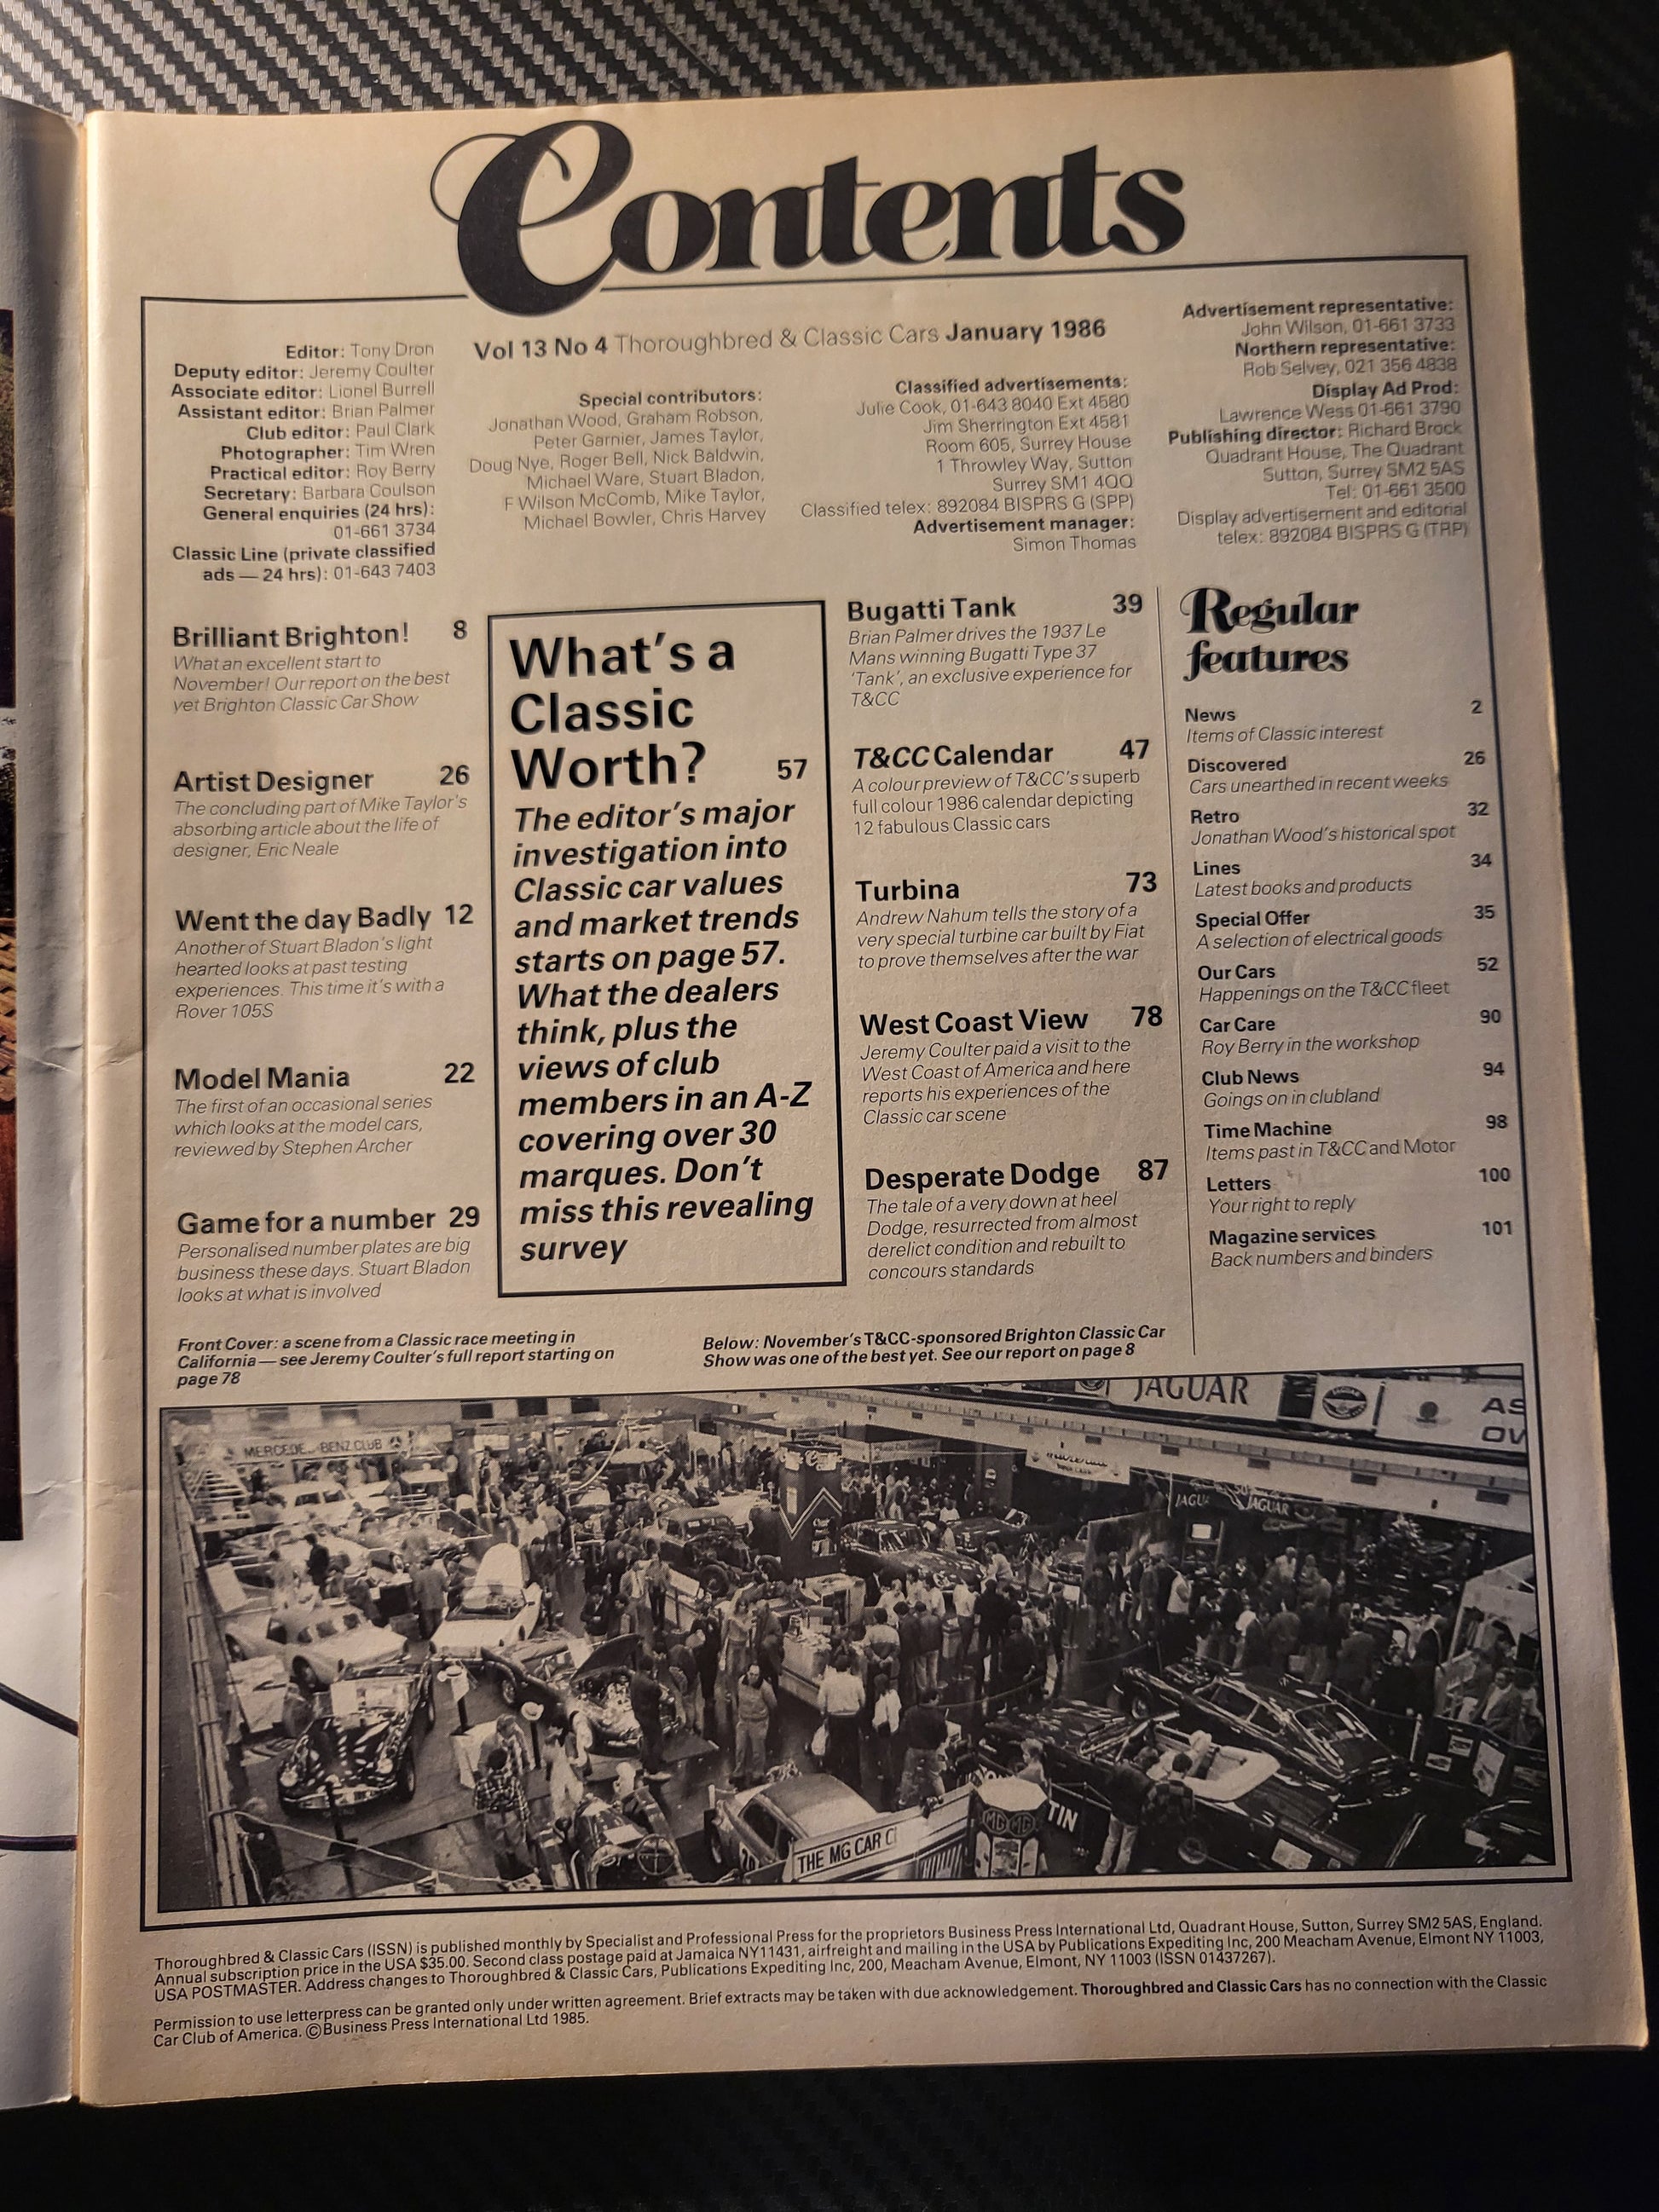 Contents
Vol 13 No 4 Thoroughbred & Classic Cars January 1986
Editor: Tony Dron
Deputy editor: Jeremy Coulter
Associate editor: Lionel Burrell
Assistant editor: Brian Palmer
Club editor: Paul Clark
Photographer: Tim Wren
Practical editor: Roy Berry
Secretary: Barbara Coulson
General enquiries (24 hrs):
01-661 3734
Classic Line (private classified
ads — 24 hrs): 01-643 7403
Special contributors:
Jonathan Wood, Graham Robson,
Peter Garnier, James Taylor,
Doug Nye, Roger Bell, Nick Baldwin,
Michael Ware, Stuart Bladon,
F Wilson McComb, Mike Taylor,
Michael Bowler, Chris Harvey
Classified advertisements:
Julie Cook, 01-643 8040 Ext 4580
Jim Sherrington Ext 4581
Room 605, Surrey House
1 Throwley Way, Sutton
Surrey SM1 4QQ
Classified telex: 892084 BISPRS G (SPP)
Advertisement manager:
Simon Thomas
Advertisement representative:
John Wilson, 01-661 3733
Northern representative:
Rob Selvey, 021 356 4838
Display Ad Prod:
Lawrence Wess 01-661 3790
Publishing director: Richard Brock
Quadrant House, The Quadrant
Sutton, Surrey SM2 5AS
Tel: 01-661 3500
Display advertisement and editorial
telex: 892084 BISPRS G (TRP)
Brilliant Brighton! 8
What an excellent start to
November! Our report on the best
yet Brighton Classic Car Show
Artist Designer 26
The concluding part of Mike Taylor's
absorbing article about the life of
designer, Eric Neale
Went the day Badly 12
Another of Stuart Bladon's light
hearted looks at past testing
experiences. This time it's with a
Rover 105S
Model Mania 22
The first of an occasional series
which looks at the model cars,
reviewed by Stephen Archer
Game for a number 29
Personalised number plates are big
business these days. Stuart Bladon
looks at what is involved
What's a
Classic
Worth? 57
The editor's major
investigation into
Classic car values
and market trends
starts on page 57.
What the dealers
think, plus the
views of club
members in an A-Z
covering over 30
marques. Don't
miss this revealing
survey
Bugatti Tank 39
Brian Palmer drives the 1937 Le
Mans winning Bugatti Type 37
'Tank', an exclusive experience for
T&CC
T&CC Calendar 47
A colour preview of T&CC's superb
full colour 1986 calendar depicting
12 fabulous Classic cars
Turbina 73
Andrew Nahum tells the story of a
very special turbine car built by Fiat
to prove themselves after the war
West Coast View 78
Jeremy Coulter paid a visit to the
West Coast of America and here
reports his experiences of the
Classic car scene
Desperate Dodge 87
The tale of a very down at heel
Dodge, resurrected from almost
derelict condition and rebuilt to
concours standards
Regular
features
News 2
Items of Classic interest
Discovered 26
Cars unearthed in recent weeks
Retro 32
Jonathan Wood's historical spot
Lines 34
Latest books and products
Special Offer 35
A selection of electrical goods
Our Cars 52
Happenings on the T&CC fleet
Car Care 90
Roy Berry in the workshop
Club News 94
Goings on in clubland
Time Machine 98
Items past in T&CC and Motor
Letters 100
Your right to reply
Magazine services 101
Back numbers and binders
Front Cover: a scene from a Classic race meeting in
California — see Jeremy Coulter's full report starting on
page 78
Below: November's T&CC-sponsored Brighton Classic Car
Show was one of the best yet. See our report on page 8
JAGUAR
AS
OV
MERCEDE BENZ CLUB
JAGU
JAGUAR
MG MG
TIN
THE MG CAR C
Thoroughbred & Classic Cars (ISSN) is published monthly by Specialist and Professional Press for the proprietors Business Press International Ltd, Quadrant House, Sutton, Surrey SM2 5AS, England.
Annual subscription price in the USA $35.00. Second class postage paid at Jamaica NY11431, airfreight and mailing in the USA by Publications Expediting Inc, 200 Meacham Avenue, Elmont NY 11003,
USA POSTMASTER. Address changes to Thoroughbred & Classic Cars, Publications Expediting Inc, 200, Meacham Avenue, Elmont, NY 11003 (ISSN 01437267).
Permission to use letterpress can be granted only under written agreement. Brief extracts may be taken with due acknowledgement. Thoroughbred and Classic Cars has no connection with the Classic
Car Club of America. ©Business Press International Ltd 1985.